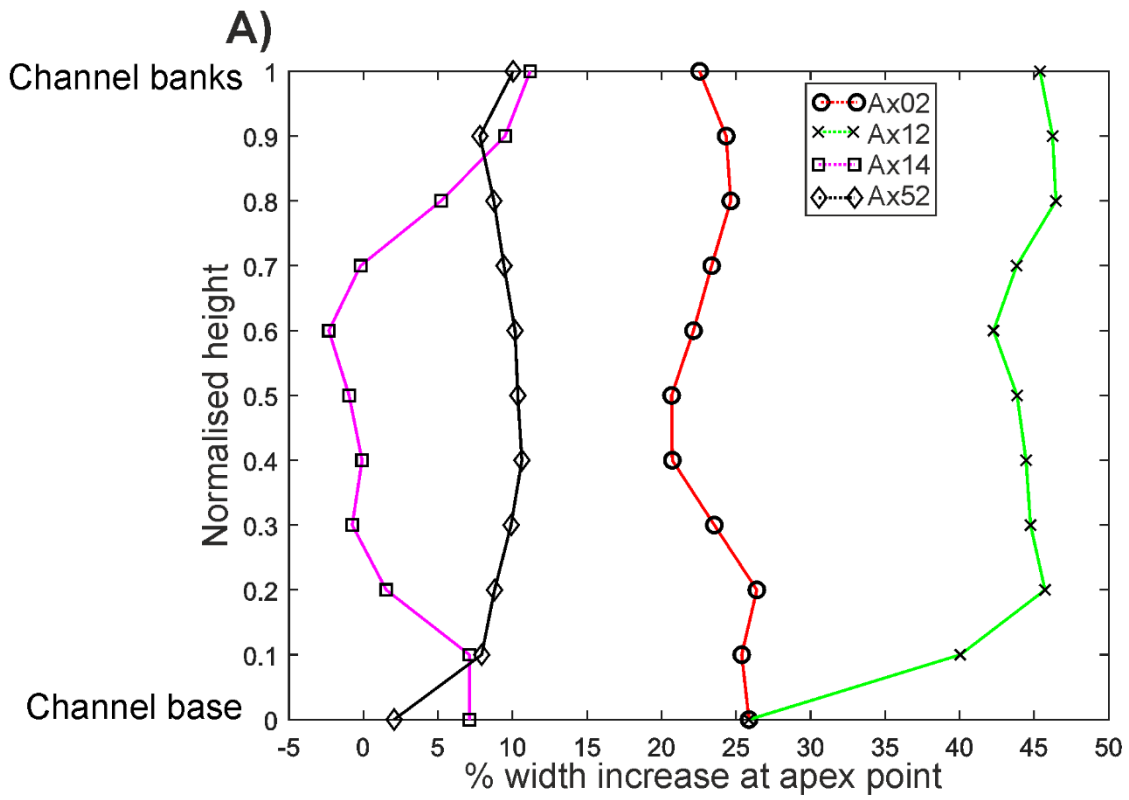 A)
Channel banks
1
0.9
0.8
0.7
0.6
0.5
0.4
0.3
0.2
0.1
0
Normalised height
Channel base
Ax02
Ax12
Ax14
Ax52
-5 0 5 10 15 20 25 30 35 40 45 50
% width increase at apex point